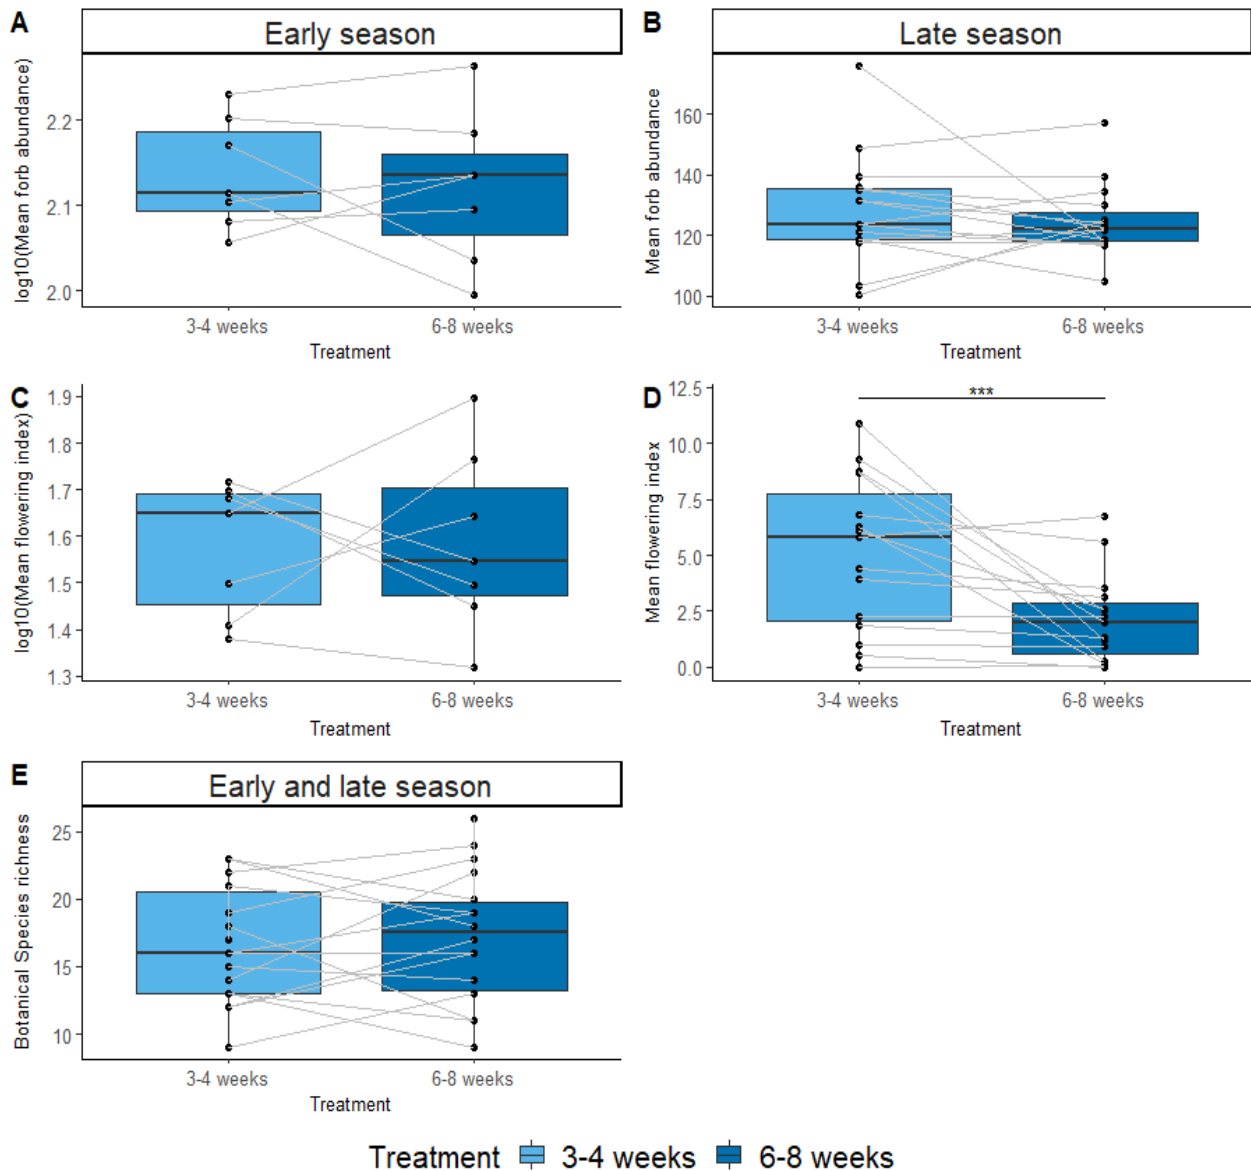 A
Early season
log10(Mean forb abundance)
2.2
2.1
2.0
3-4 weeks
6-8 weeks
Treatment
B
Late season
Mean forb abundance
160
140
120
100
3-4 weeks
6-8 weeks
Treatment
C
log10(Mean flowering index)
1.9
1.8
1.7
1.6
1.5
1.4
1.3
3-4 weeks
6-8 weeks
Treatment
D
Mean flowering index
12.5
10.0
7.5
5.0
2.5
0.0
***
3-4 weeks
6-8 weeks
Treatment
E
Early and late season
Botanical Species richness
25
20
15
10
3-4 weeks
6-8 weeks
Treatment
Treatment 3-4 weeks 6-8 weeks